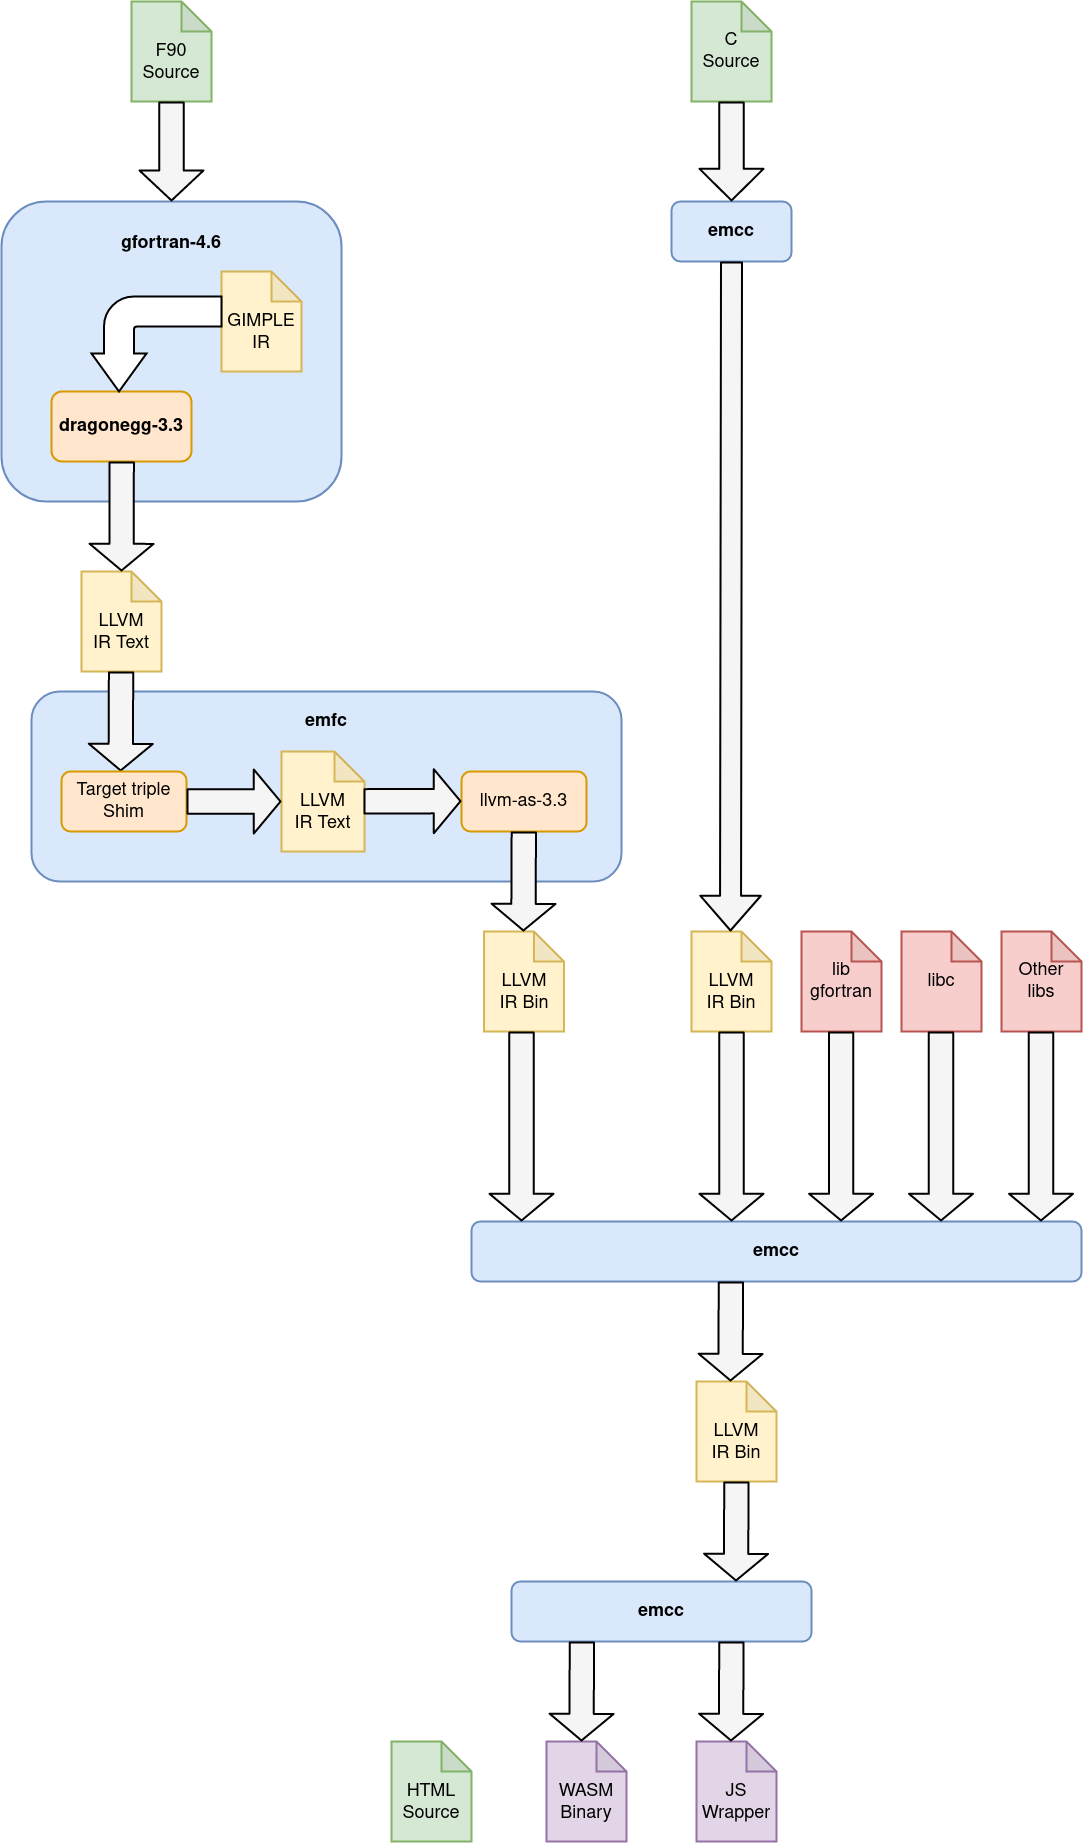 F90
Source
C
Source
gfortran-4.6
emcc
GIMPLE
IR
dragonegg-3.3
LLVM
IR Text
emfc
Target triple
Shim
LLVM
IR Text
llvm-as-3.3
LLVM
IR Bin
LLVM
IR Bin
lib
gfortran
libc
Other
libs
emcc
LLVM
IR Bin
emcc
HTML
Source
WASM
Binary
JS
Wrapper